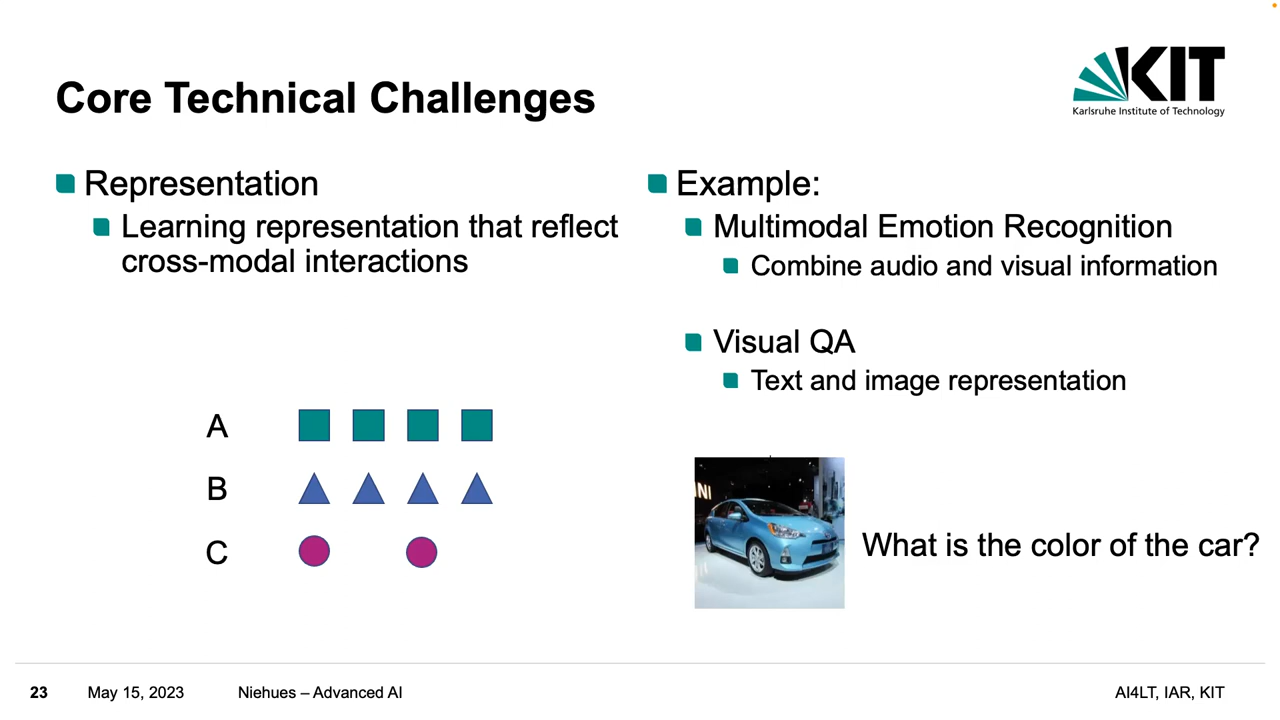 KIT
Karlsruhe Institute of Technology
Core Technical Challenges
Representation
Learning representation that reflect
cross-modal interactions
A
B
C
Example:
Multimodal Emotion Recognition
Combine audio and visual information
Visual QA
Text and image representation
NI
What is the color of the car?
23
May 15, 2023
Niehues – Advanced AI
AI4LT, IAR, KIT